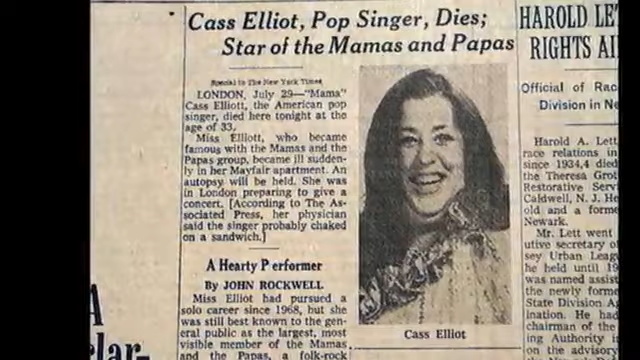 Cass Elliot, Pop Singer, Dies;
Star of the Mamas and Papas
Special to The New York Times
LONDON, July 29—"Mama"
Cass Elliott, the American pop
singer, died here tonight at the
age of 33.
Miss Elliott, who became
famous with the Mamas and the
Papas group, became ill sudden-
ly in her Mayfair apartment. An
autopsy will be held. She was
in London preparing to give a
concert. [According to The As-
sociated Press, her physician
said the singer probably chaked
on a sandwich.]
A Hearty Performer
By JOHN ROCKWELL
Miss Elliot had pursued a
solo career since 1968, but she
was still best known to the gen-
eral public as the largest, most
visible member of the Mamas
and the Papas, a folk-rock
Cass Elliot
HAROLD LET
RIGHTS AI
Official of Rac
Division in Ne
Harold A. Lett
race relations in
since 1934,4 died
the Theresa Grot
Restorative Serv
Caldwell, N. J. He
old and a forme
Newark.
Mr. Lett went
utive secretary of
sey Urban Leag
he held until 19
was named assist
the newly forme
State Division A
ination. He had
chairman of the
ing Authority i
on the advisory
A
clar-